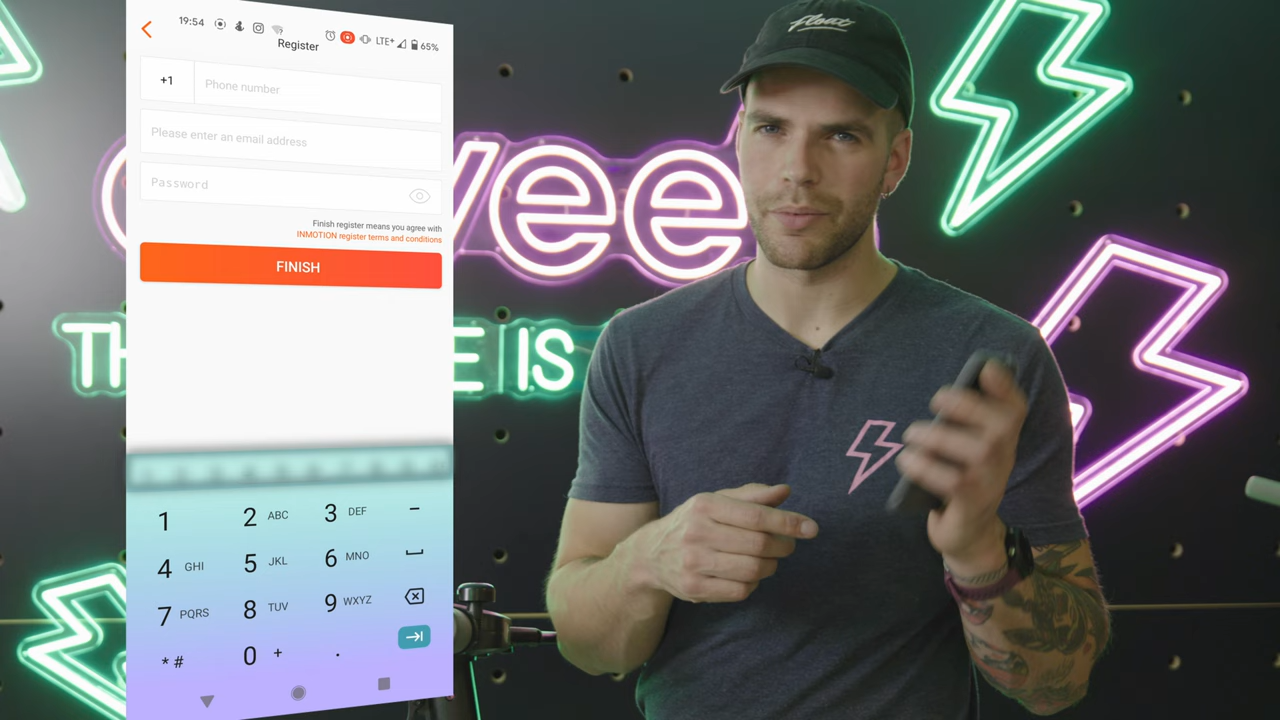 19:54
LTE+
65%
Register
+1
Phone number
Please enter an email address
Password
Finish register means you agree with
INMOTION register terms and conditions
FINISH
1
2 ABC
3 DEF
-
4 GHI
5 JKL
6 MNO
7 PQRS
8 TUV
9 WXYZ
* #
0 +
.
Float
vee
IS